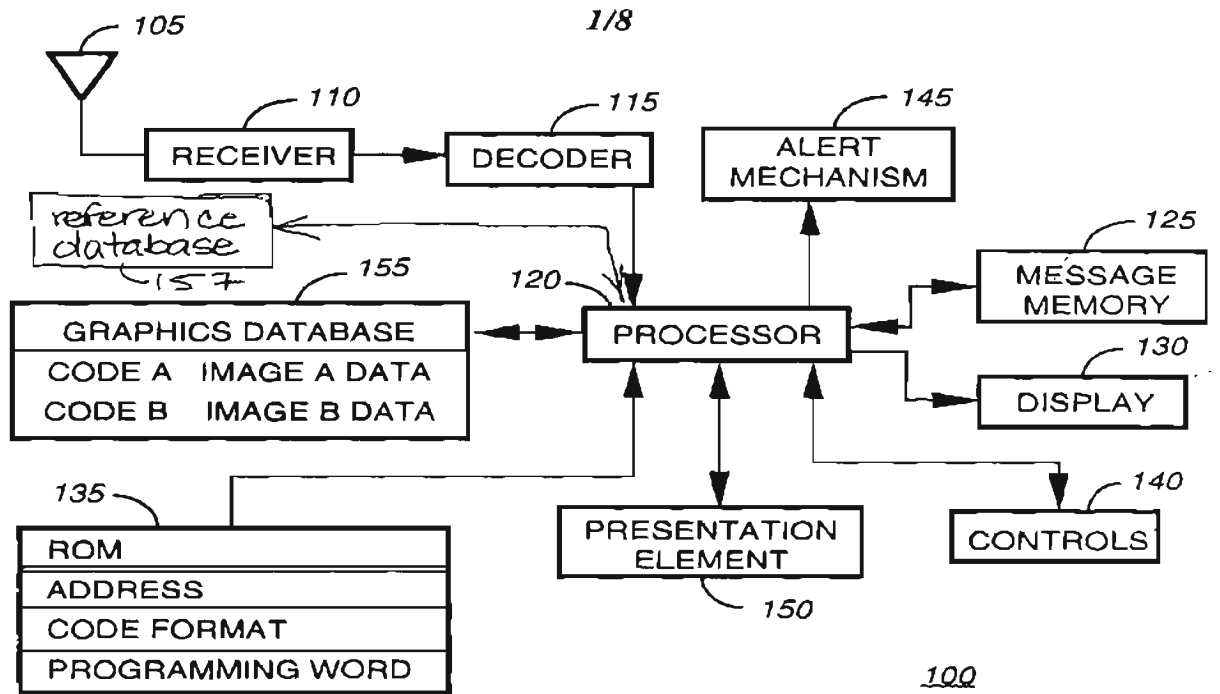 1/8
105
110
115
145
RECEIVER
DECODER
ALERT
MECHANISM
reference
database
157
155
120
125
MESSAGE
MEMORY
GRAPHICS DATABASE
CODE A IMAGE A DATA
CODE B IMAGE B DATA
PROCESSOR
130
DISPLAY
135
140
ROM
ADDRESS
CODE FORMAT
PROGRAMMING WORD
PRESENTATION
ELEMENT
150
CONTROLS
100